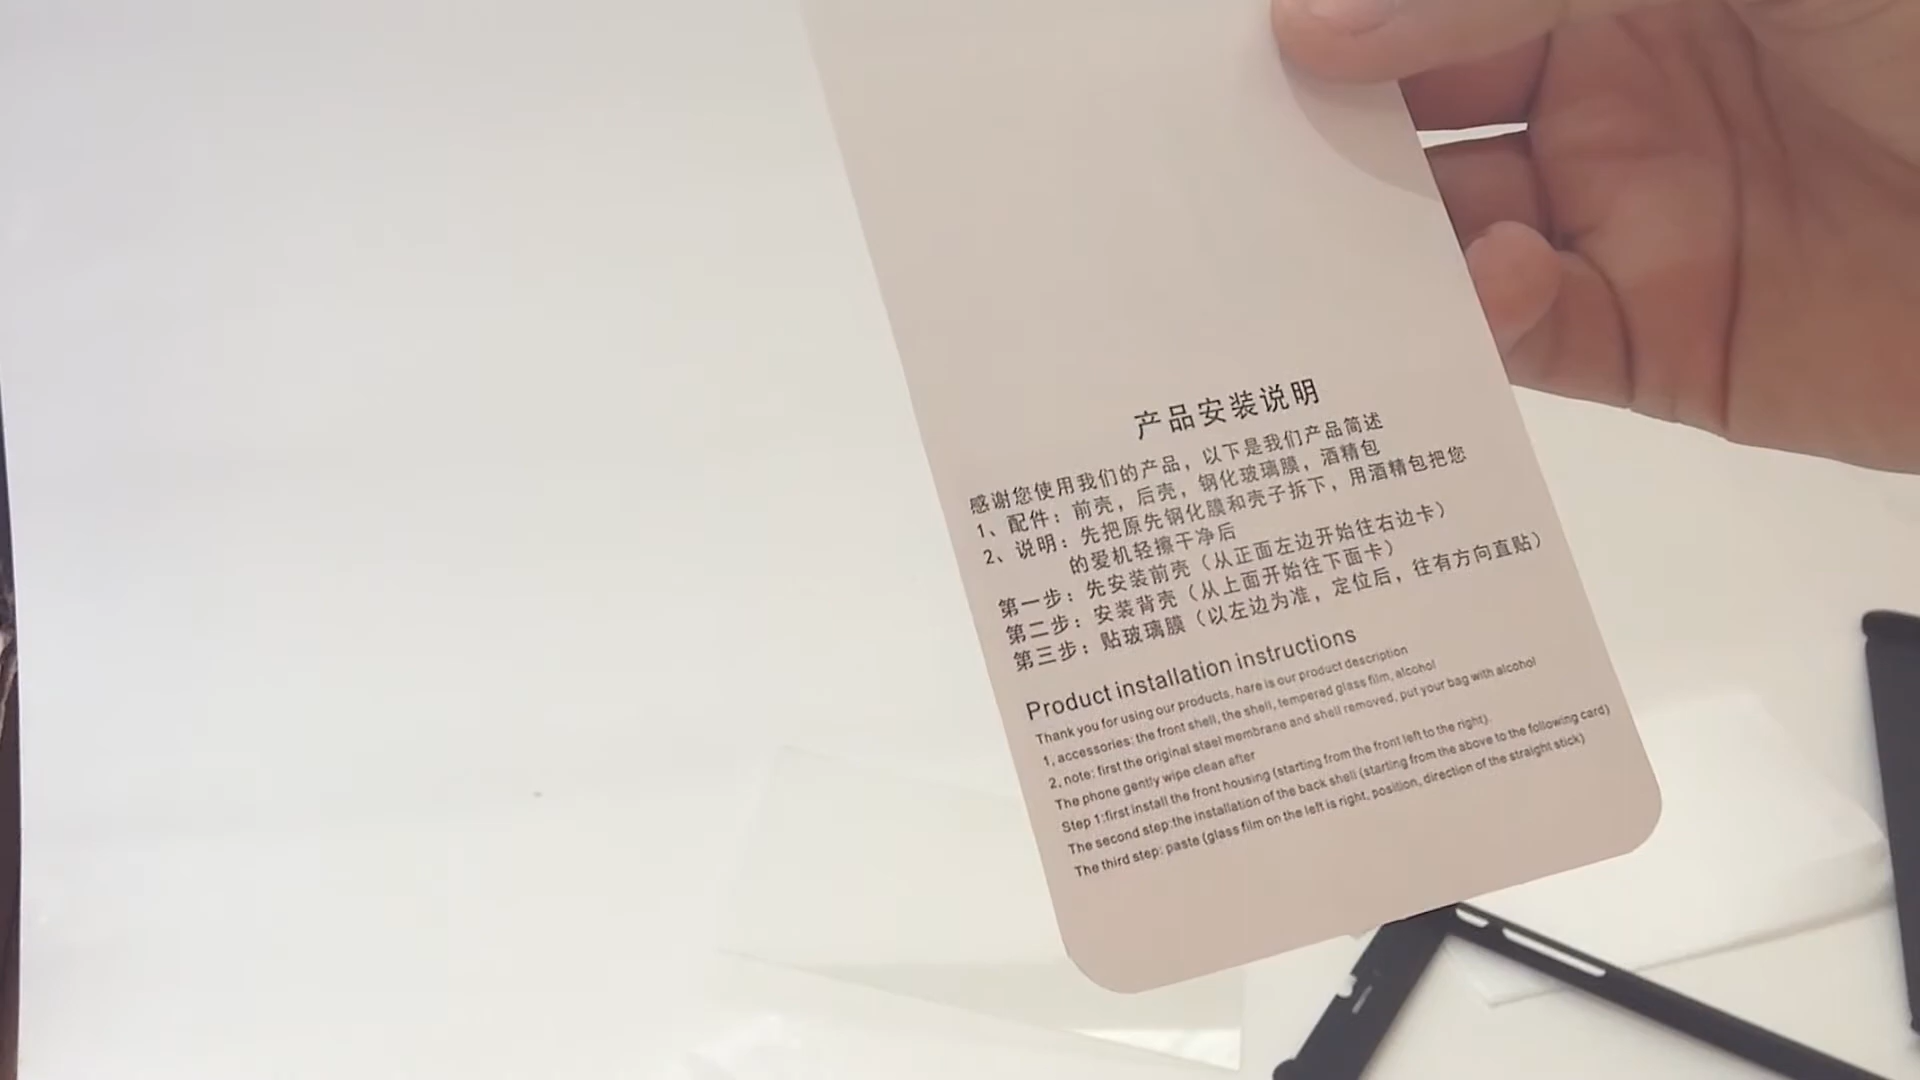 产品安装说明
感谢您使用我们的产品，以下是我们产品简述
1、配件：前壳，后壳，钢化玻璃膜，酒精包
2、说明：先把原先钢化膜和壳子拆下，用酒精包把您
的爱机轻擦干净后
第一步：先安装前壳（从正面左边开始往右边卡）
第二步：安装背壳（从上面开始往下面卡）
第三步：贴玻璃膜（以左边为准，定位后，往有方向直贴）
Product installation instructions
Thank you for using our products, hare is our product description
1, accessories: the front shell, the shell, tempered glass film, alcohol
2, note: first the original stael membrane and shell removed, put your bag with alcohol
The phone gently wipe clean after
Step 1:first install the front housing (starting from the front left to the right).
The second step:the installation of the back shell (starting from the above to the following card)
The third step: paste (glass film on the left is right, position, direction of the straight stick)